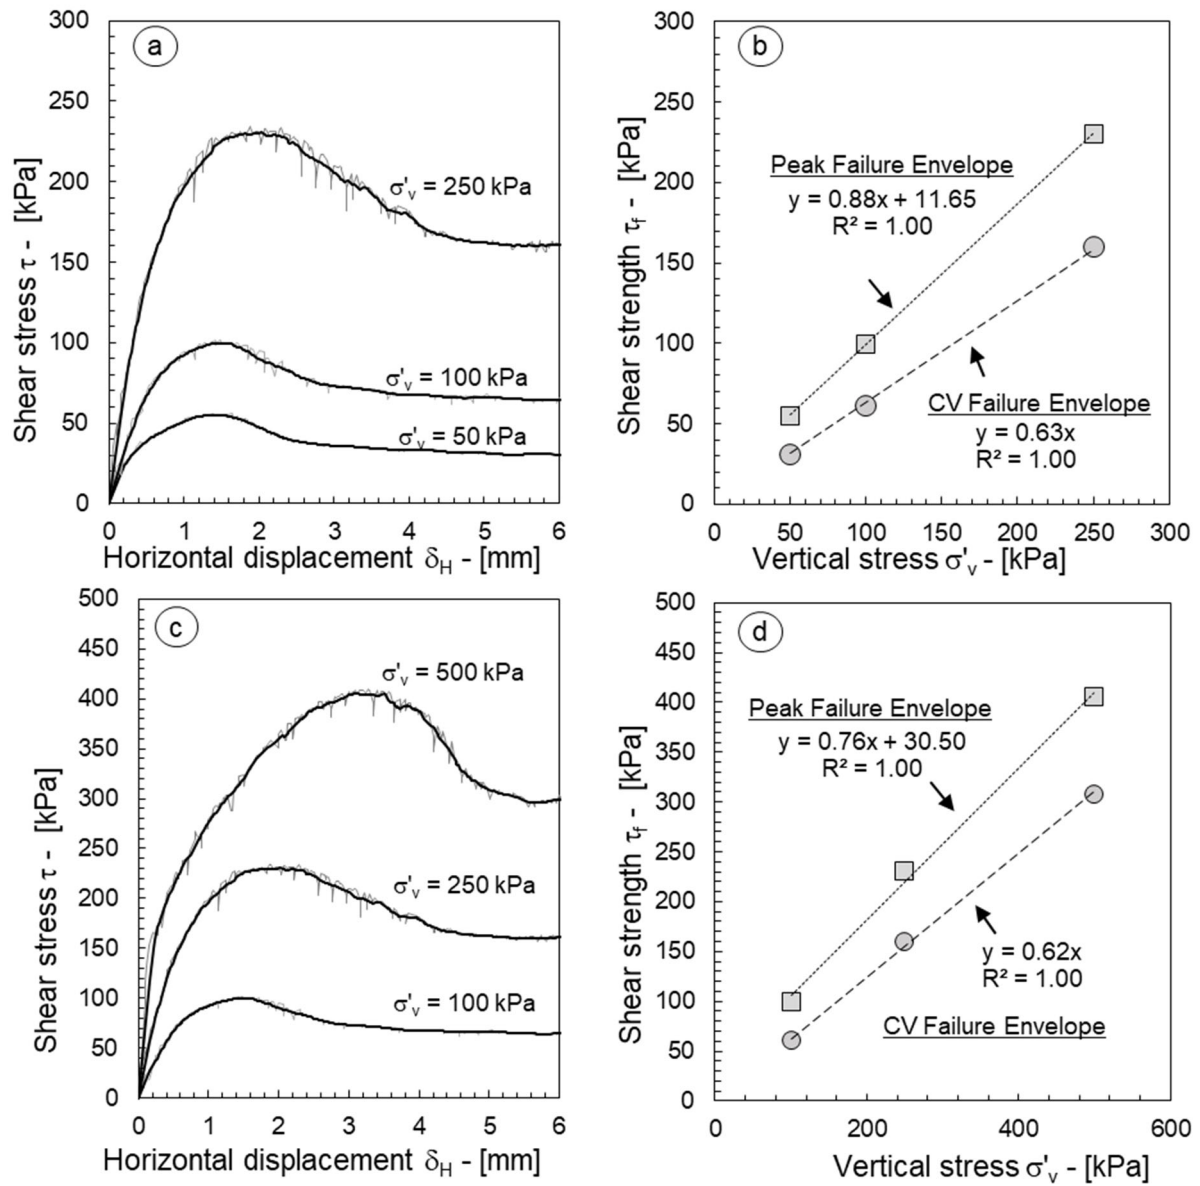 a
300
250
200
150
100
50
0
Shear stress τ - [kPa]
σ'v = 250 kPa
σ'v = 100 kPa
σ'v = 50 kPa
0 1 2 3 4 5 6
Horizontal displacement δH - [mm]
b
300
250
200
150
100
50
0
Shear strength τf - [kPa]
Peak Failure Envelope
y = 0.88x + 11.65
R² = 1.00
CV Failure Envelope
y = 0.63x
R² = 1.00
0 50 100 150 200 250 300
Vertical stress σ'v - [kPa]
c
500
450
400
350
300
250
200
150
100
50
0
Shear stress τ - [kPa]
σ'v = 500 kPa
σ'v = 250 kPa
σ'v = 100 kPa
0 1 2 3 4 5 6
Horizontal displacement δH - [mm]
d
500
450
400
350
300
250
200
150
100
50
0
Shear strength τf - [kPa]
Peak Failure Envelope
y = 0.76x + 30.50
R² = 1.00
y = 0.62x
R² = 1.00
CV Failure Envelope
0 200 400 600
Vertical stress σ'v - [kPa]